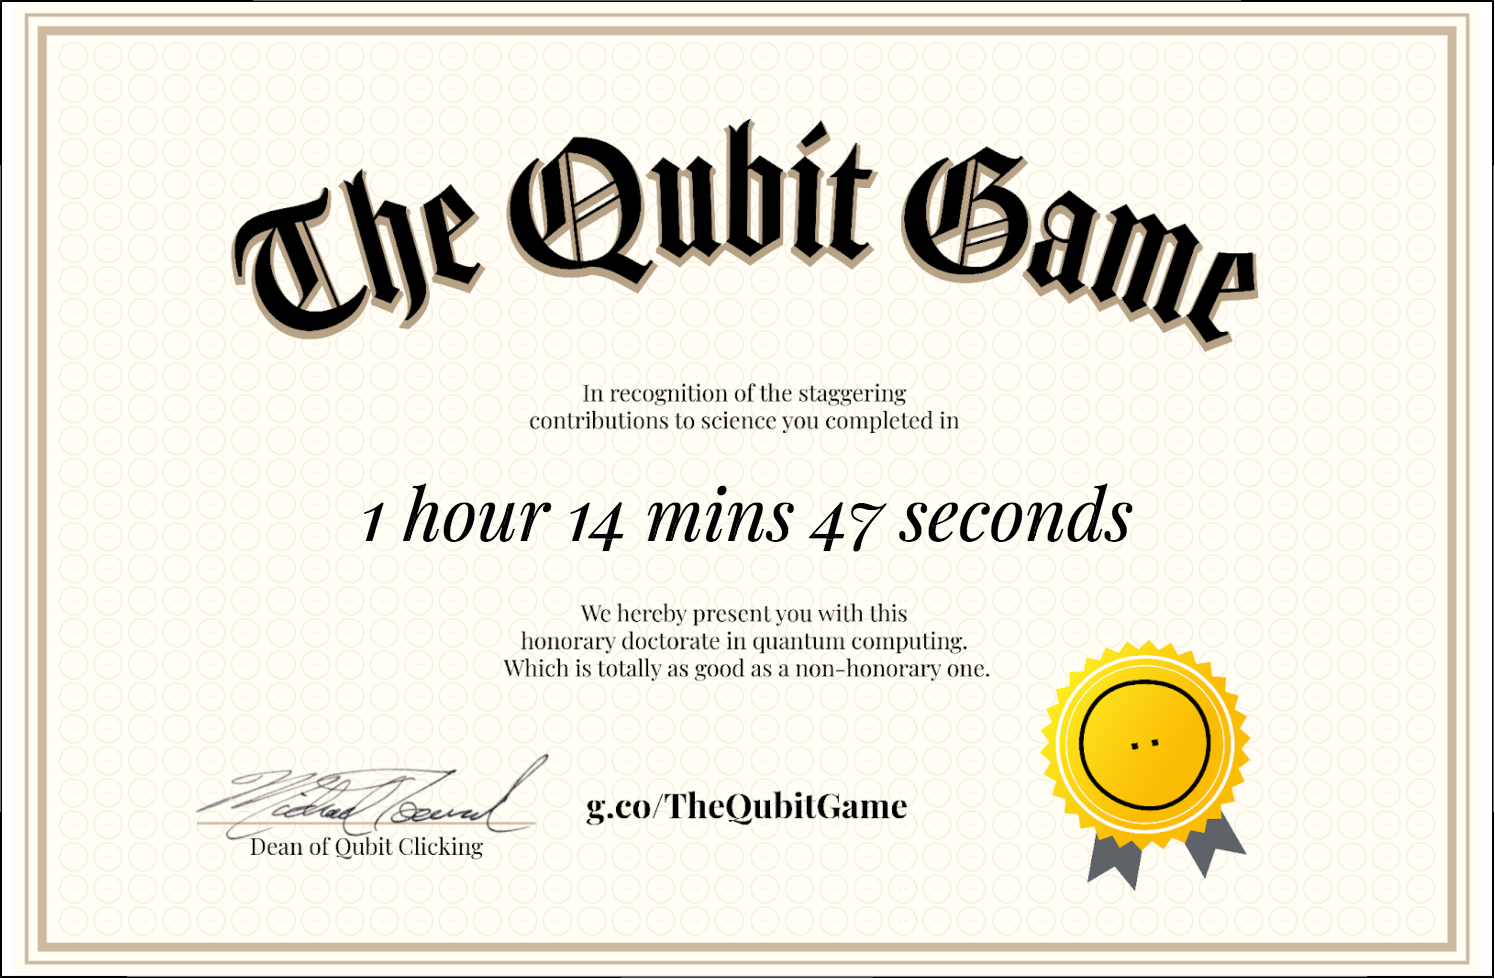 The Qubit Game
In recognition of the staggering
contributions to science you completed in
1 hour 14 mins 47 seconds
We hereby present you with this
honorary doctorate in quantum computing.
Which is totally as good as a non-honorary one.
g.co/TheQubitGame
Dean of Qubit Clicking